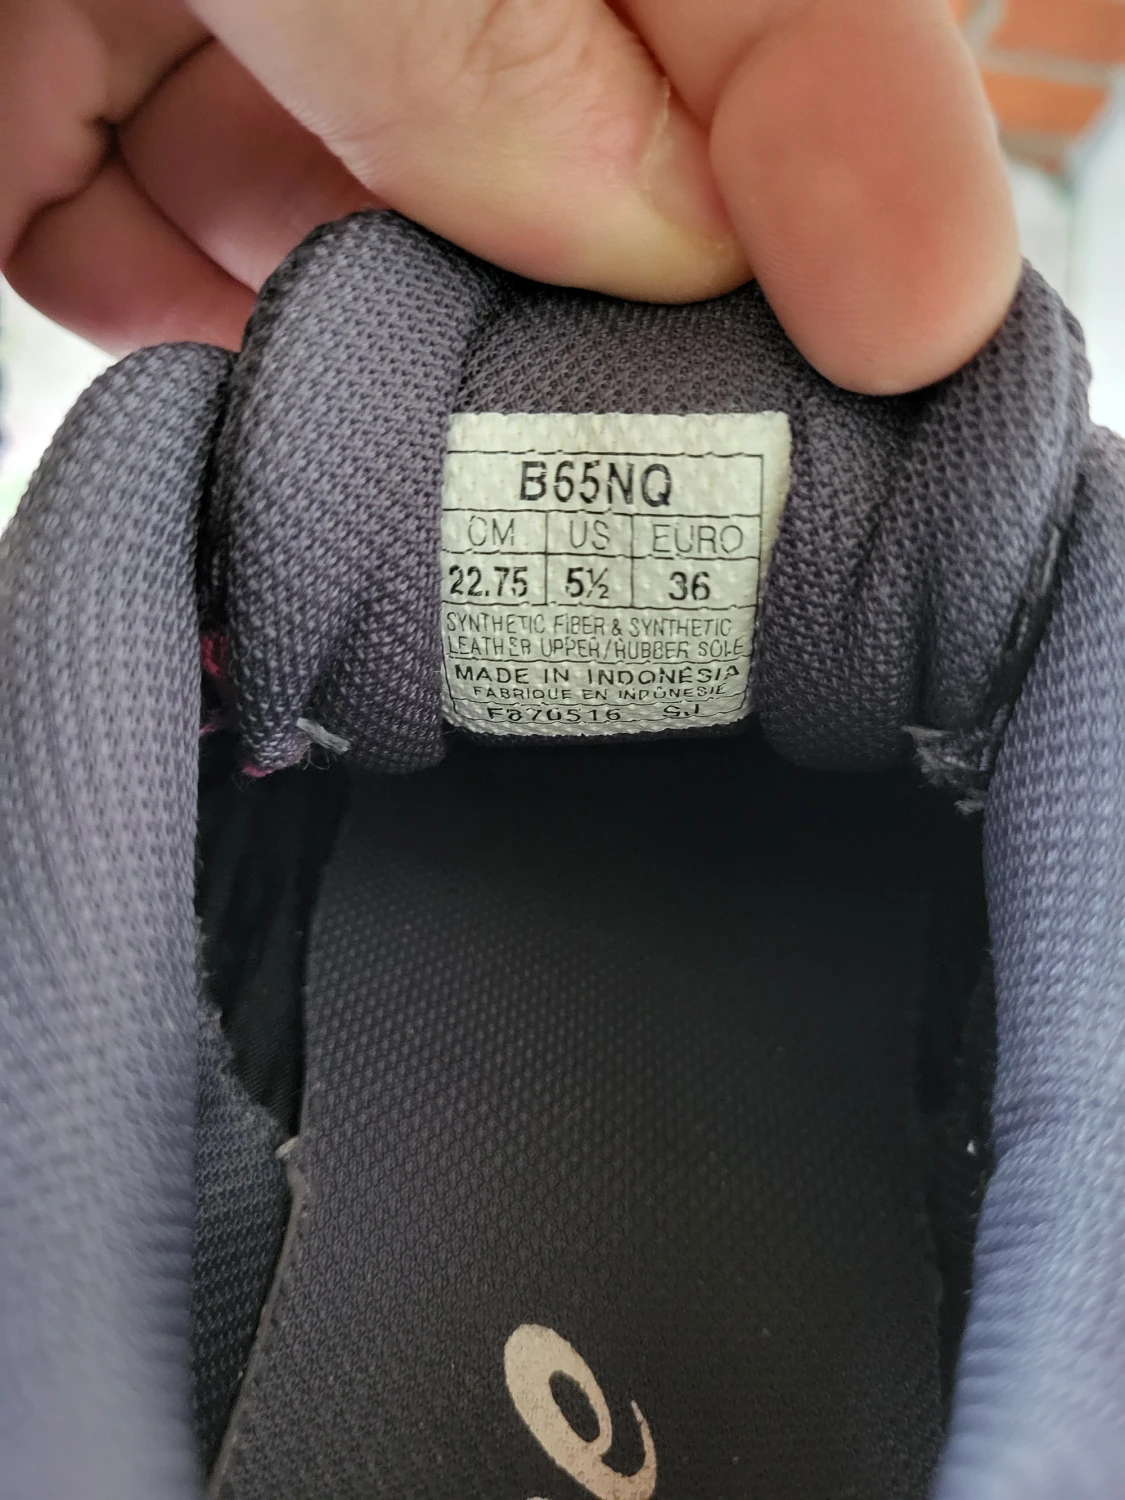 B65NQ
CM US EURO
22.75 5½ 36
SYNTHETIC FIBER & SYNTHETIC
LEATHER UPPER/RUBBER SOLE
MADE IN INDONESIA
FABRIQUE EN INDONESIE
F870516 SJ